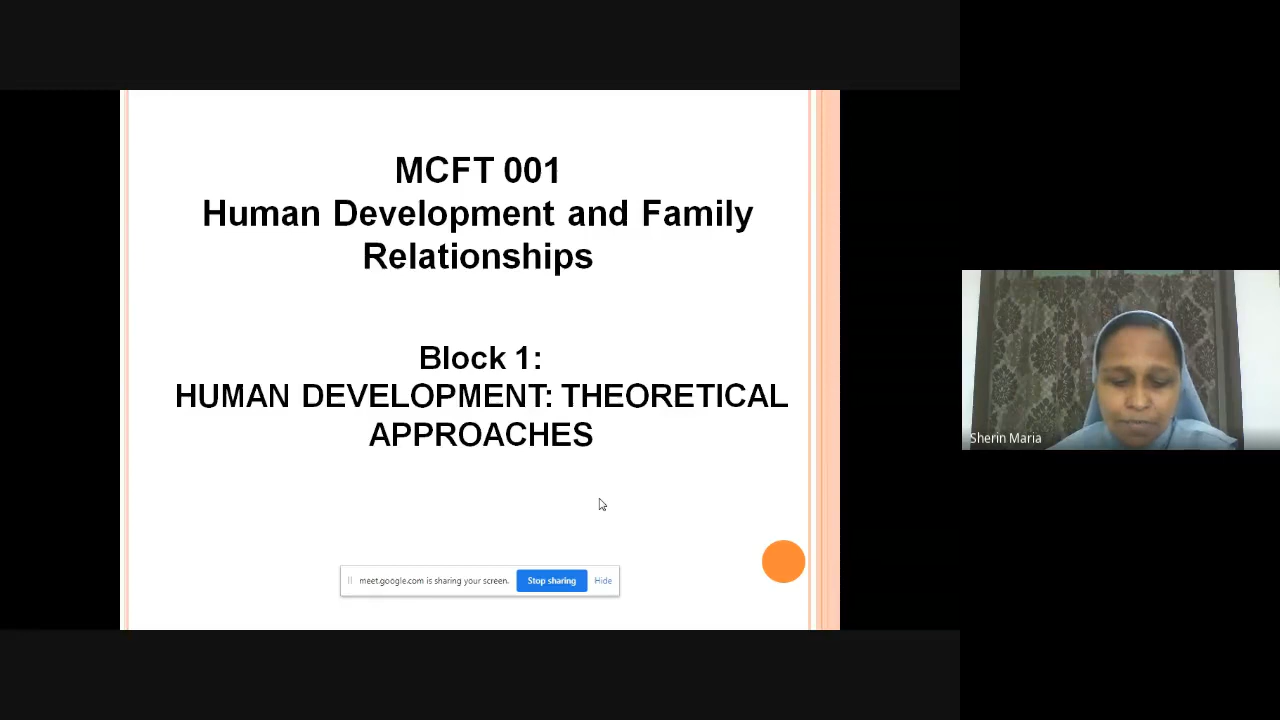 MCFT 001
Human Development and Family
Relationships
Block 1:
HUMAN DEVELOPMENT: THEORETICAL
APPROACHES
meet.google.com is sharing your screen.
Stop sharing
Hide
Sherin Maria